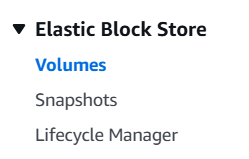 Elastic Block Store
Volumes
Snapshots
Lifecycle Manager